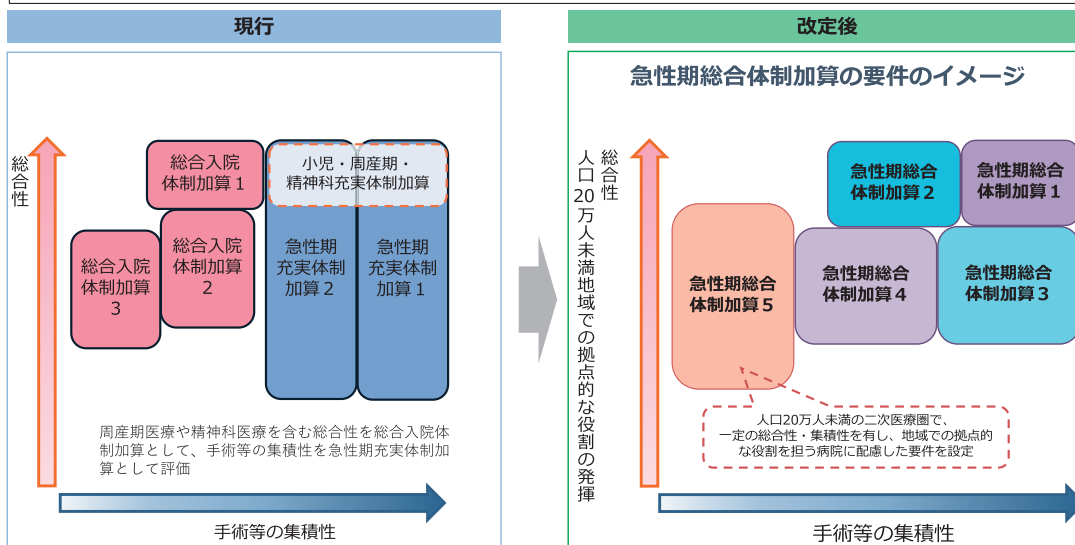 現行
総合性
総合入院
体制加算１
小児・周産期・
精神科充実体制加算
総合入院
体制加算
３
総合入院
体制加算
２
急性期
充実体制
加算２
急性期
充実体制
加算１
周産期医療や精神科医療を含む総合性を総合入院体
制加算として、手術等の集積性を急性期充実体制加
算として評価
手術等の集積性
改定後
急性期総合体制加算の要件のイメージ
総合性
人口20万人未満地域での拠点的な役割の発揮
急性期総合
体制加算２
急性期総合
体制加算１
急性期総合
体制加算５
急性期総合
体制加算４
急性期総合
体制加算３
人口20万人未満の二次医療圏で、
一定の総合性・集積性を有し、地域での拠点的
な役割を担う病院に配慮した要件を設定
手術等の集積性